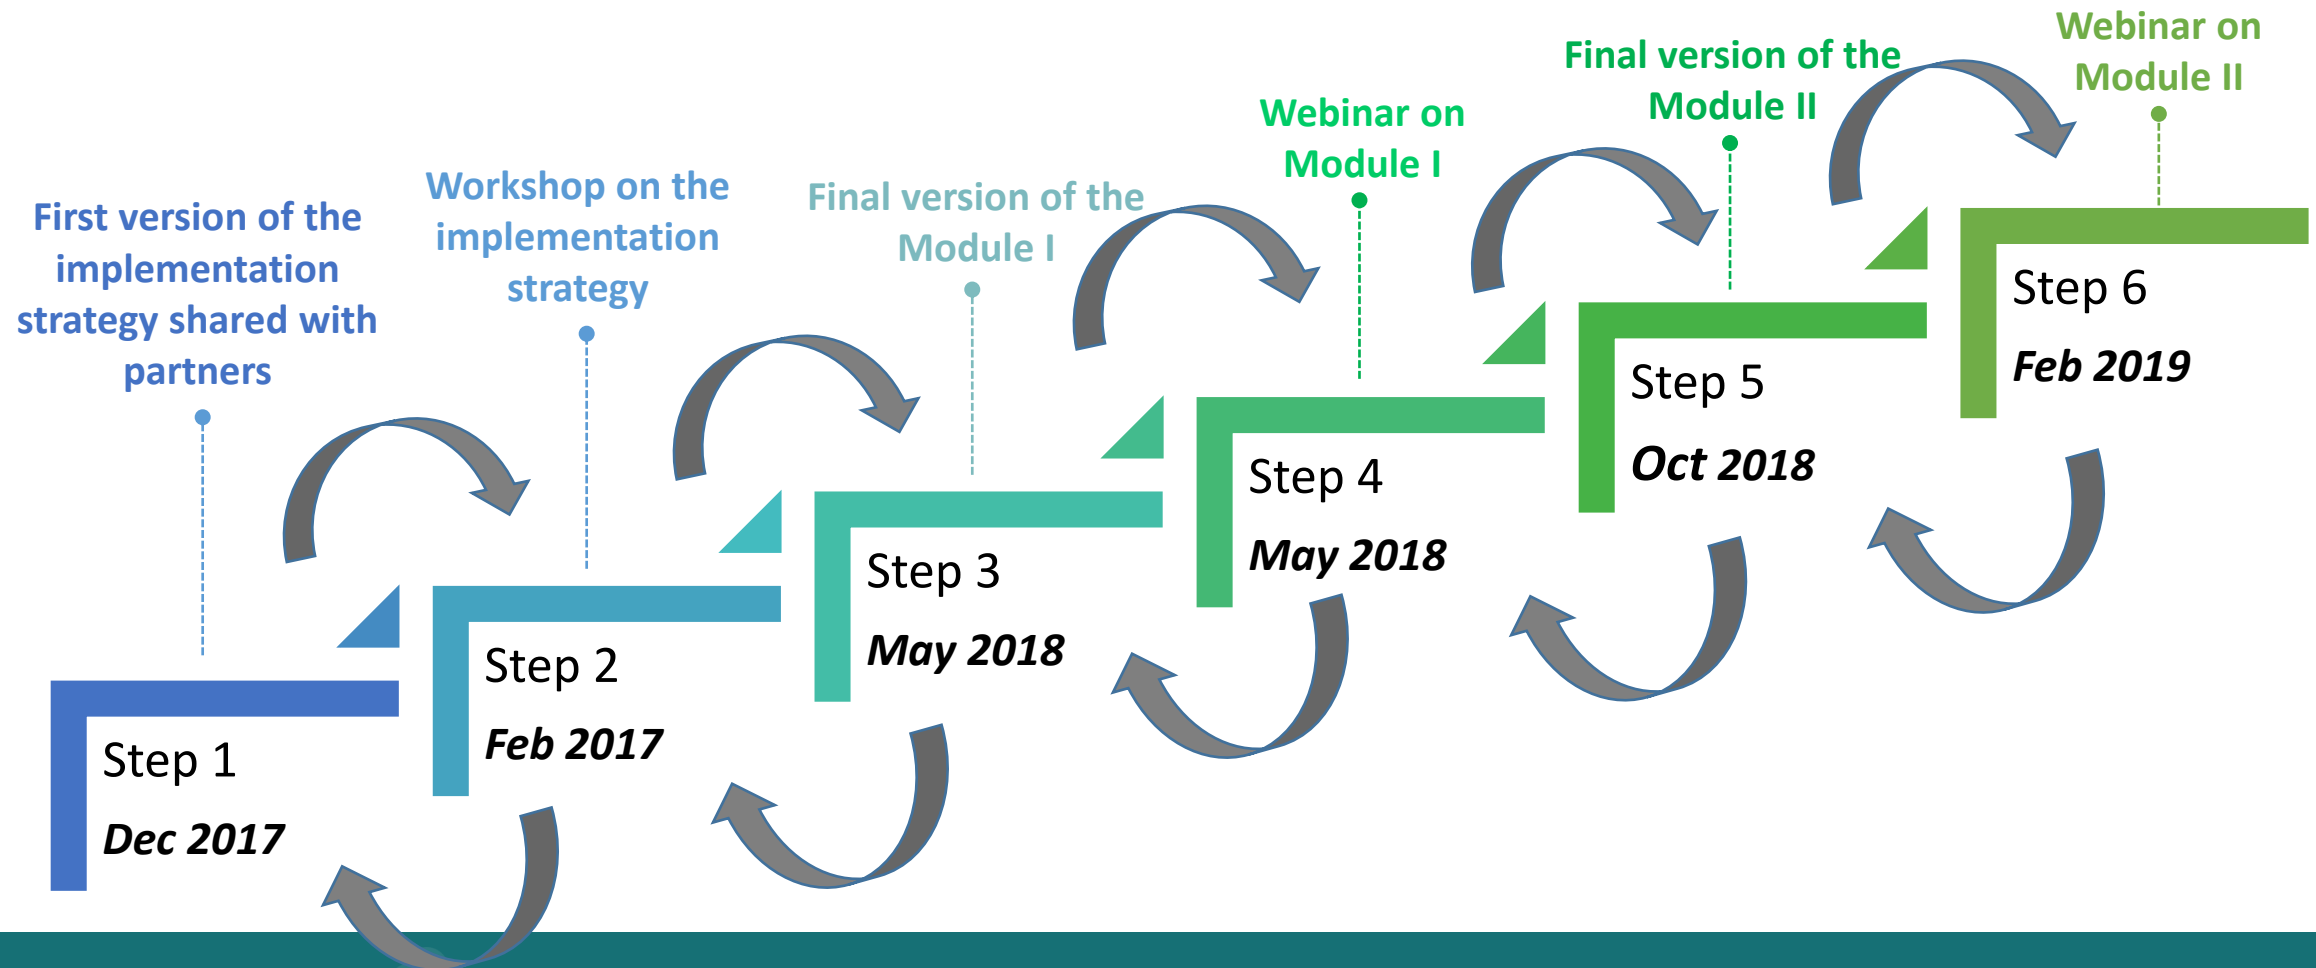 First version of the
implementation
strategy shared with
partners
Step 1
Dec 2017
Workshop on the
implementation
strategy
Step 2
Feb 2017
Final version of the
Module I
Step 3
May 2018
Webinar on
Module I
Step 4
May 2018
Final version of the
Module II
Step 5
Oct 2018
Webinar on
Module II
Step 6
Feb 2019